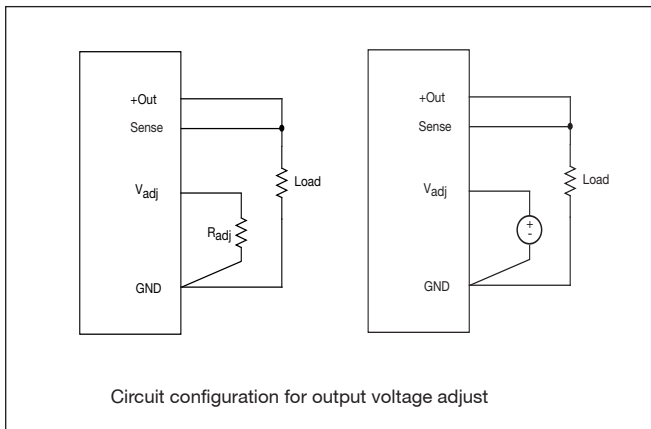 +Out
Sense
Load
Vadj
Radj
GND
+Out
Sense
Load
Vadj
+
-
GND
Circuit configuration for output voltage adjust